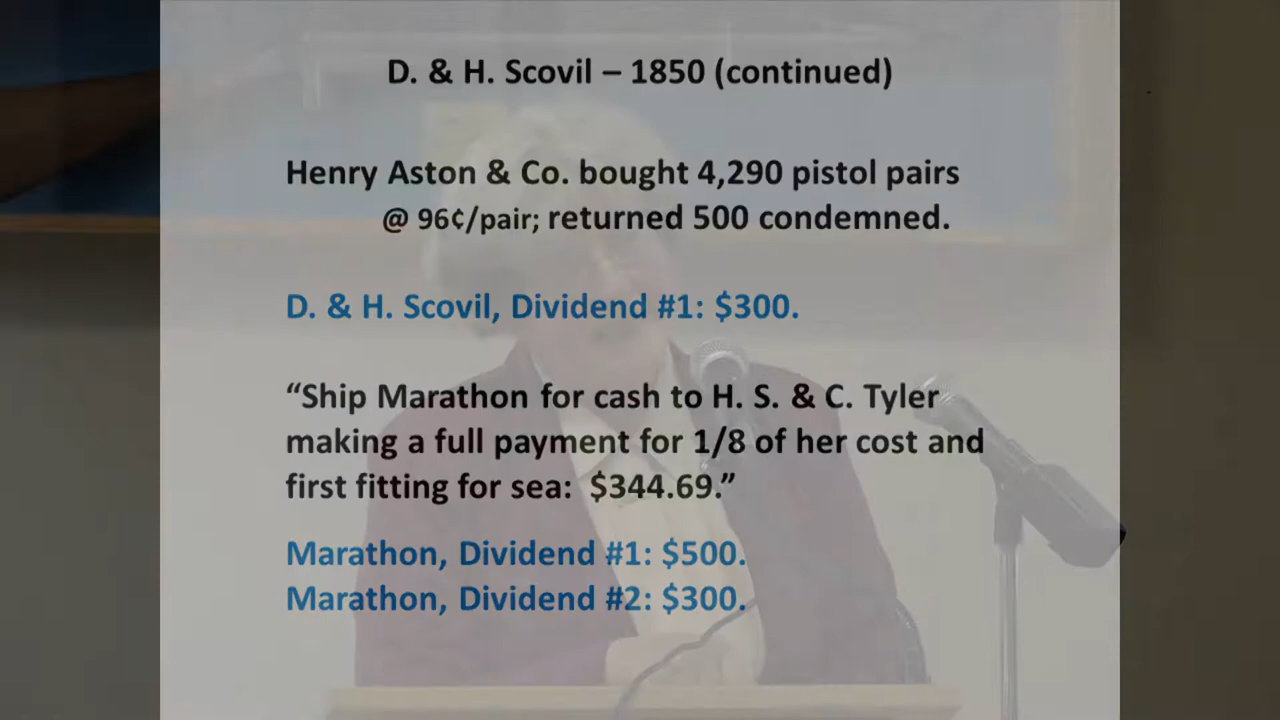 D. & H. Scovil – 1850 (continued)
Henry Aston & Co. bought 4,290 pistol pairs
@ 96¢/pair; returned 500 condemned.
D. & H. Scovil, Dividend #1: $300.
“Ship Marathon for cash to H. S. & C. Tyler
making a full payment for 1/8 of her cost and
first fitting for sea:  $344.69.”
Marathon, Dividend #1: $500.
Marathon, Dividend #2: $300.